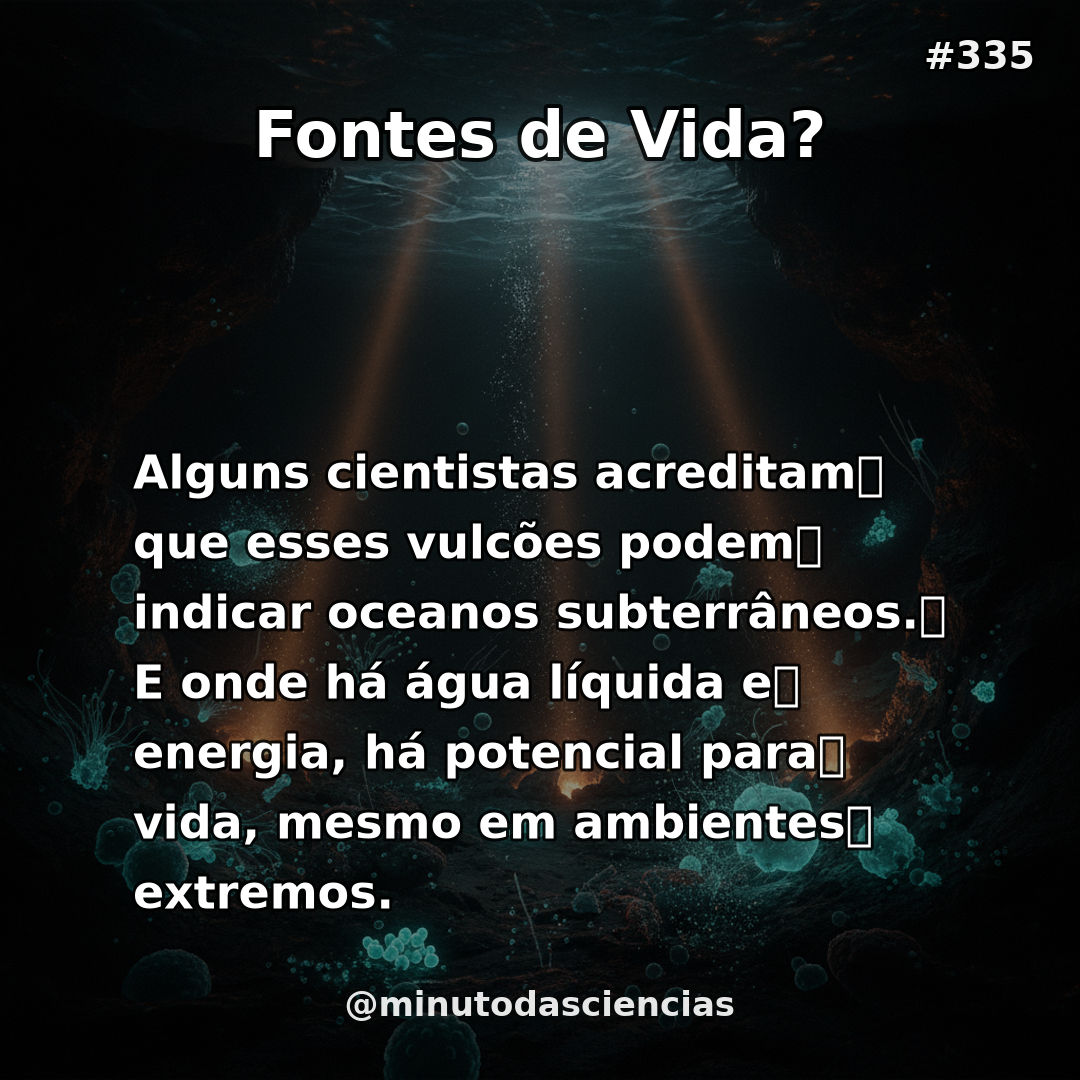 #335
Fontes de Vida?
Alguns cientistas acreditam▯
que esses vulcões podem▯
indicar oceanos subterrâneos.▯
E onde há água líquida e▯
energia, há potencial para▯
vida, mesmo em ambientes▯
extremos.
@minutodasciencias